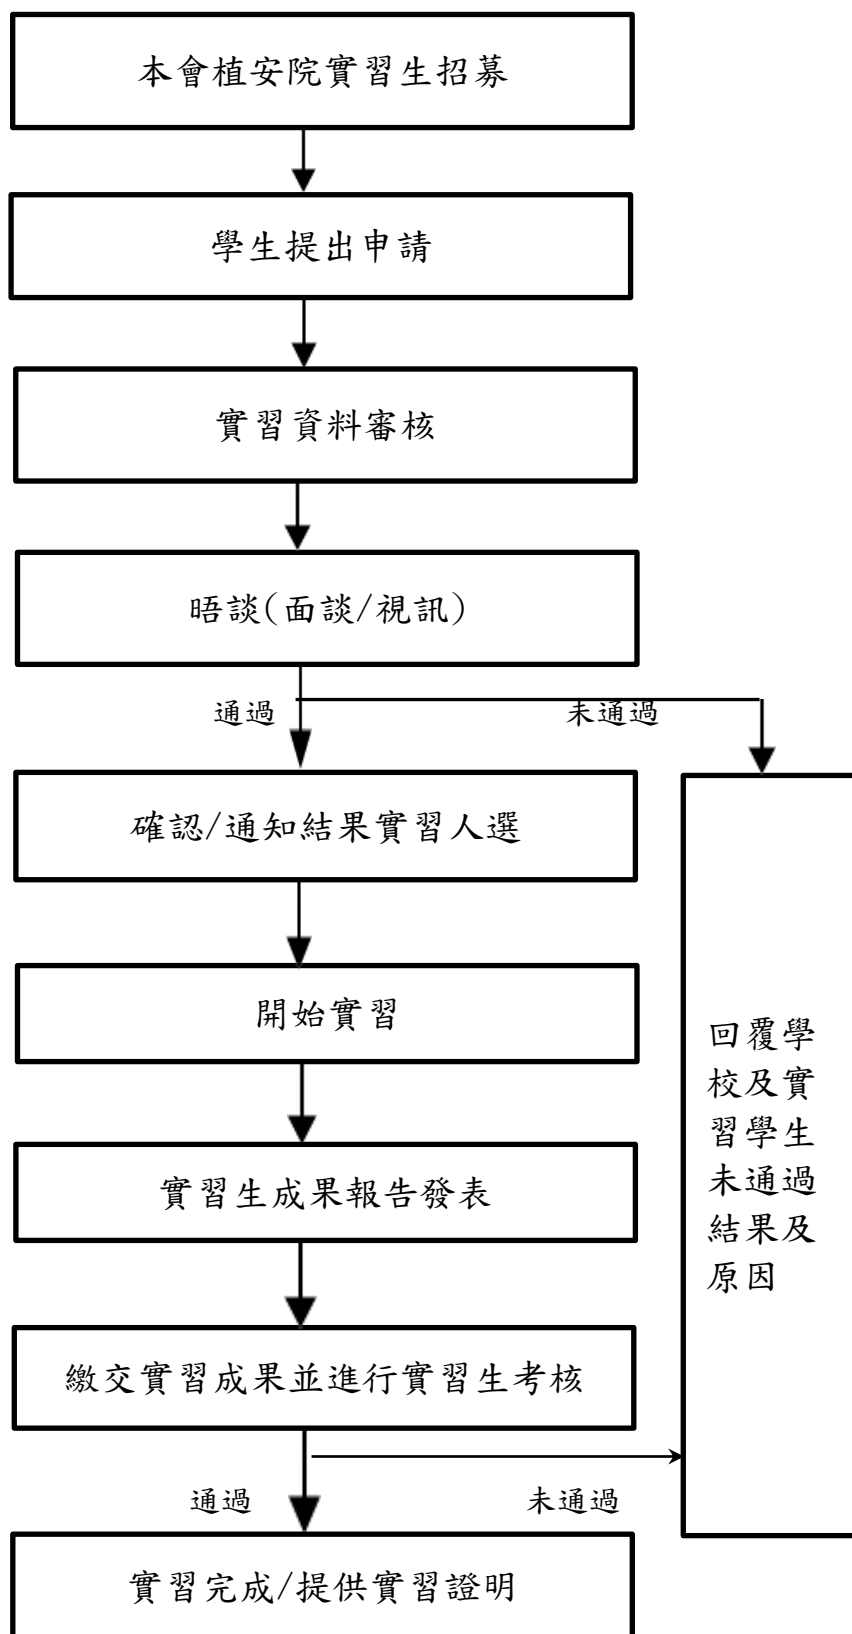 本會植安院實習生招募
學生提出申請
實習資料審核
晤談(面談/視訊)
通過
未通過
確認/通知結果實習人選
開始實習
回覆學
校及實
習學生
未通過
結果及
原因
實習生成果報告發表
繳交實習成果並進行實習生考核
通過
未通過
實習完成/提供實習證明